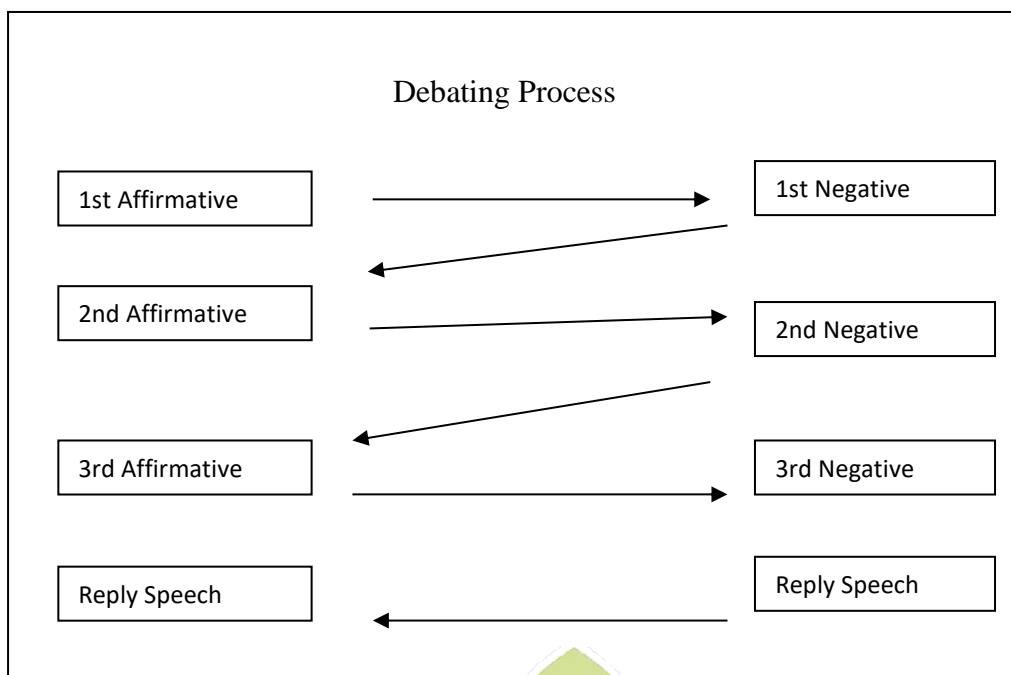 Debating Process
1st Affirmative
1st Negative
2nd Affirmative
2nd Negative
3rd Affirmative
3rd Negative
Reply Speech
Reply Speech